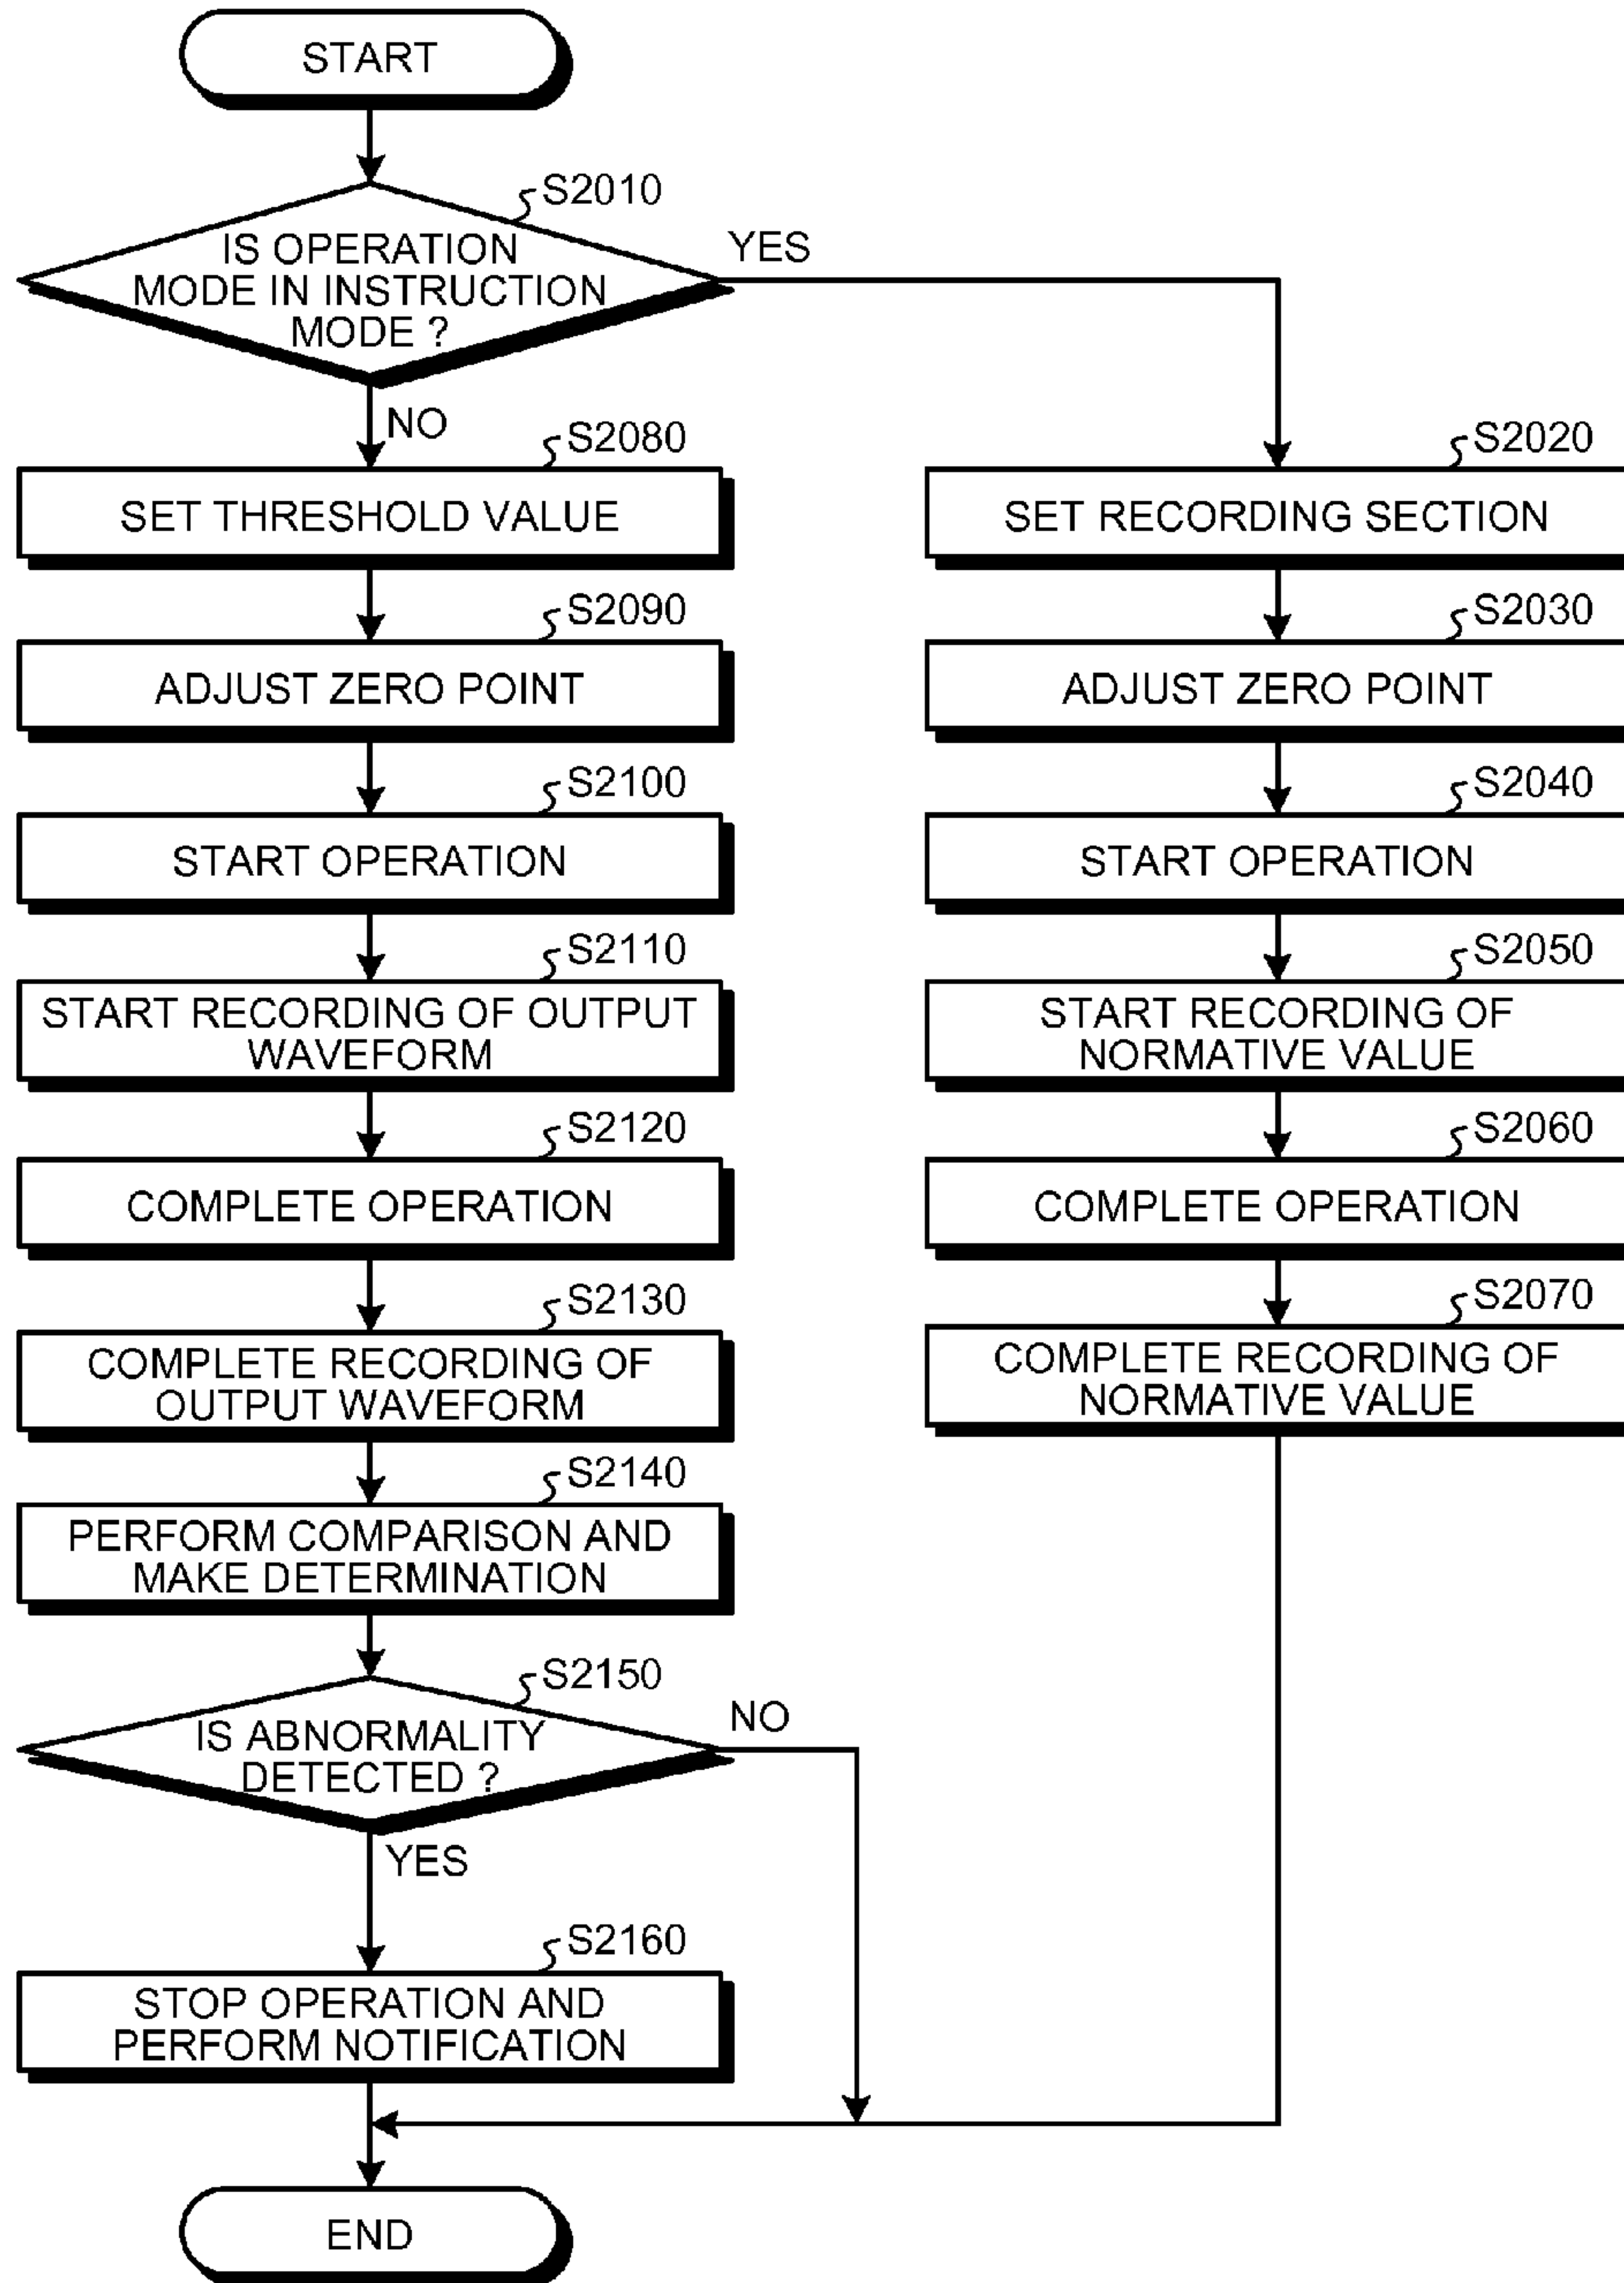 START
S2010
IS OPERATION
MODE IN INSTRUCTION
MODE ?
YES
NO
S2080
SET THRESHOLD VALUE
S2090
ADJUST ZERO POINT
S2100
START OPERATION
S2110
START RECORDING OF OUTPUT
WAVEFORM
S2120
COMPLETE OPERATION
S2130
COMPLETE RECORDING OF
OUTPUT WAVEFORM
S2140
PERFORM COMPARISON AND
MAKE DETERMINATION
S2150
IS ABNORMALITY
DETECTED ?
NO
YES
S2160
STOP OPERATION AND
PERFORM NOTIFICATION
S2020
SET RECORDING SECTION
S2030
ADJUST ZERO POINT
S2040
START OPERATION
S2050
START RECORDING OF
NORMATIVE VALUE
S2060
COMPLETE OPERATION
S2070
COMPLETE RECORDING OF
NORMATIVE VALUE
END